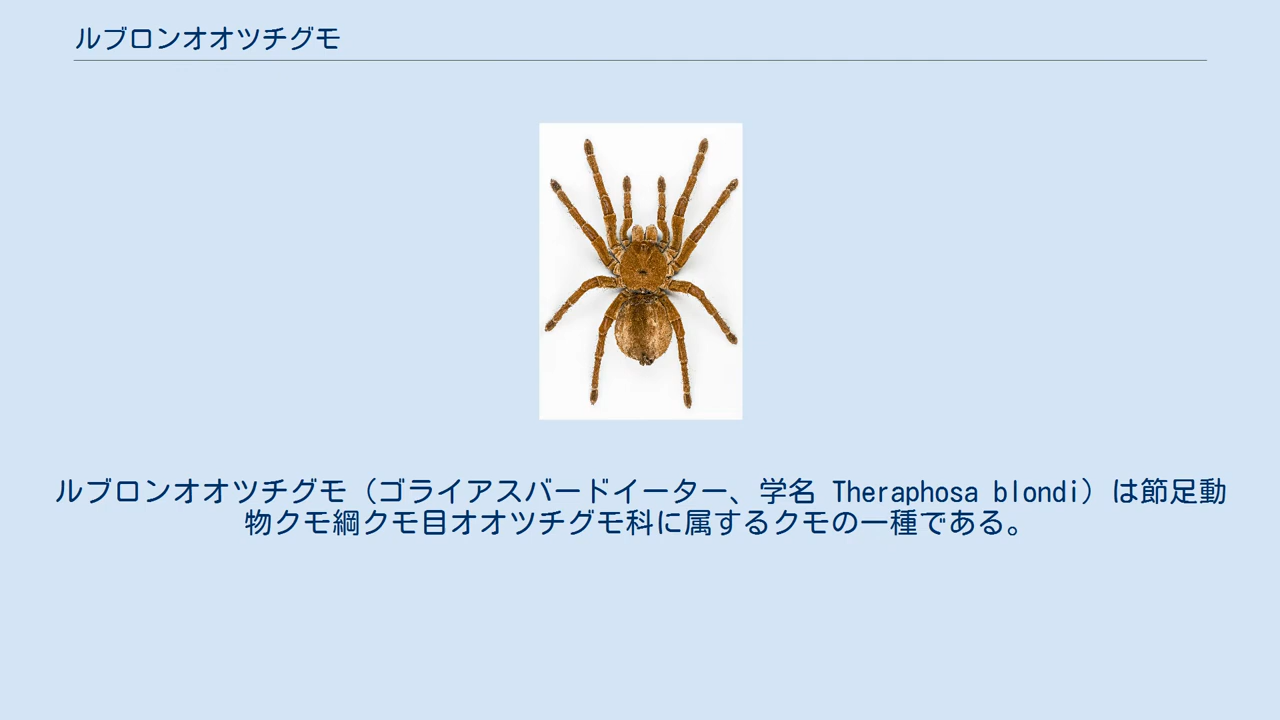 ルブロンオオツチグモ
ルブロンオオツチグモ（ゴライアスバードイーター、学名 Theraphosa blondi）は節足動
物クモ綱クモ目オオツチグモ科に属するクモの一種である。